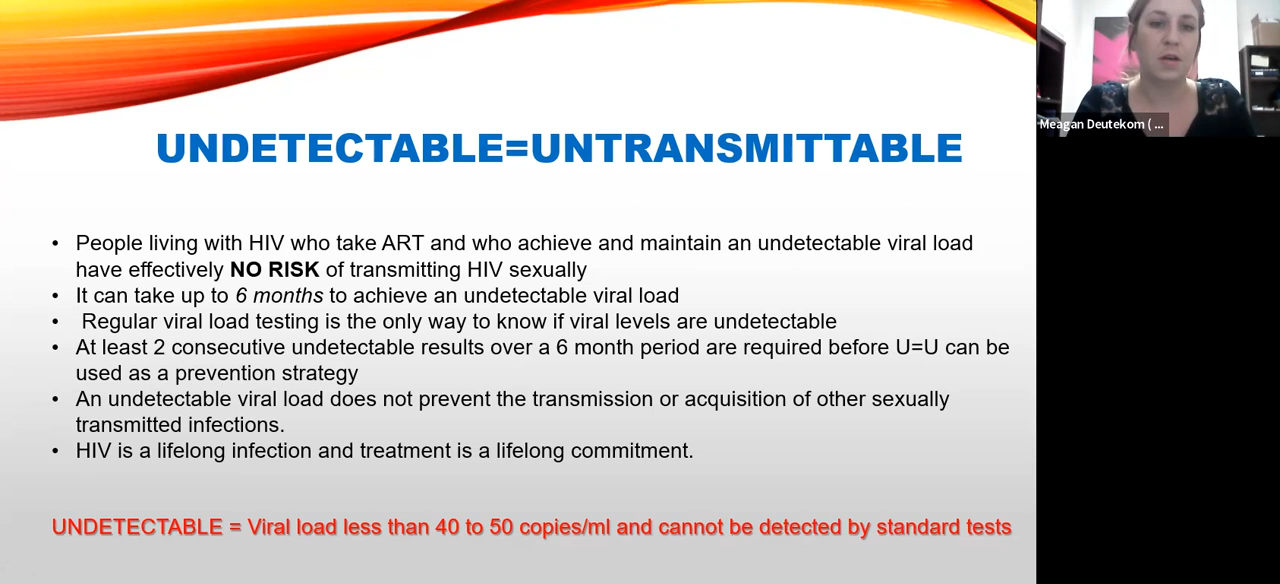 UNDETECTABLE=UNTRANSMITTABLE
• People living with HIV who take ART and who achieve and maintain an undetectable viral load
have effectively NO RISK of transmitting HIV sexually
• It can take up to 6 months to achieve an undetectable viral load
• Regular viral load testing is the only way to know if viral levels are undetectable
• At least 2 consecutive undetectable results over a 6 month period are required before U=U can be
used as a prevention strategy
• An undetectable viral load does not prevent the transmission or acquisition of other sexually
transmitted infections.
• HIV is a lifelong infection and treatment is a lifelong commitment.
UNDETECTABLE = Viral load less than 40 to 50 copies/ml and cannot be detected by standard tests
Meagan Deutekom ( ...